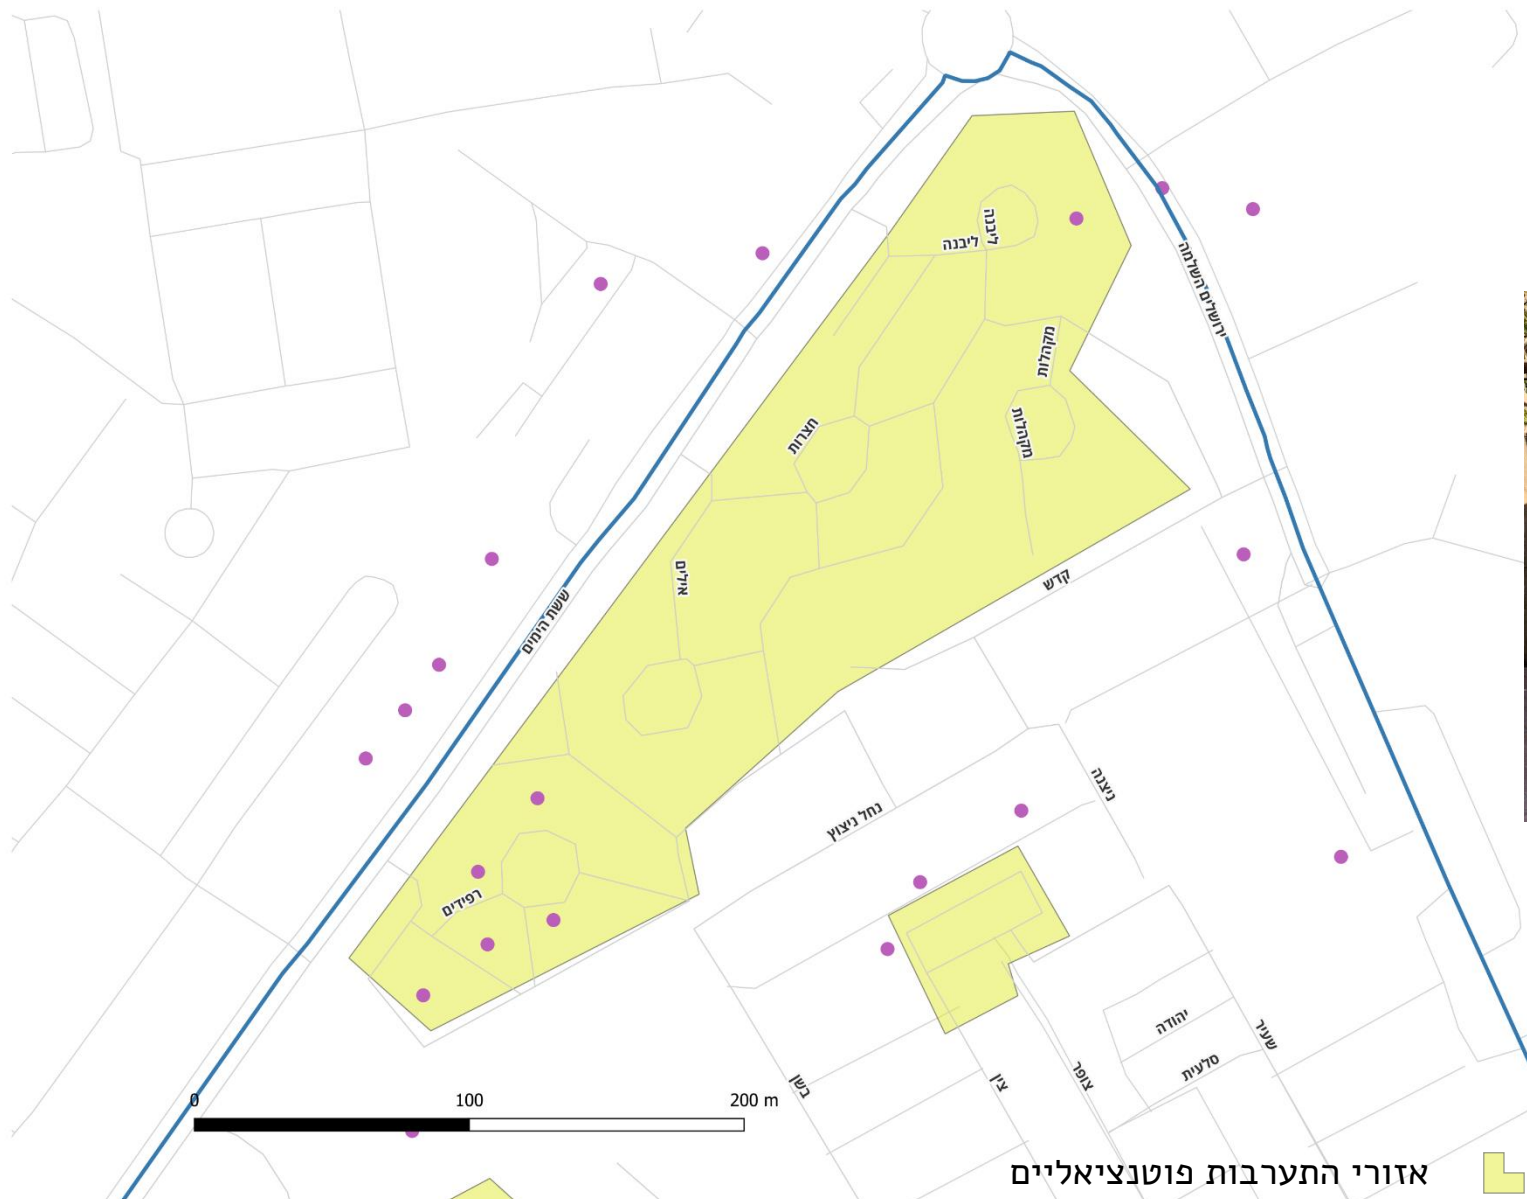 ליבנה
ליבנה
ירושלים השלמה
מקהלות
מקהלות
חצרות
אילים
קדש
ששת הימים
ניצנה
נחל ניצוץ
רפידים
יהודה
שעיר
סלעית
צופר
צין
בשן
0 100 200 m
אזורי התערבות פוטנציאליים